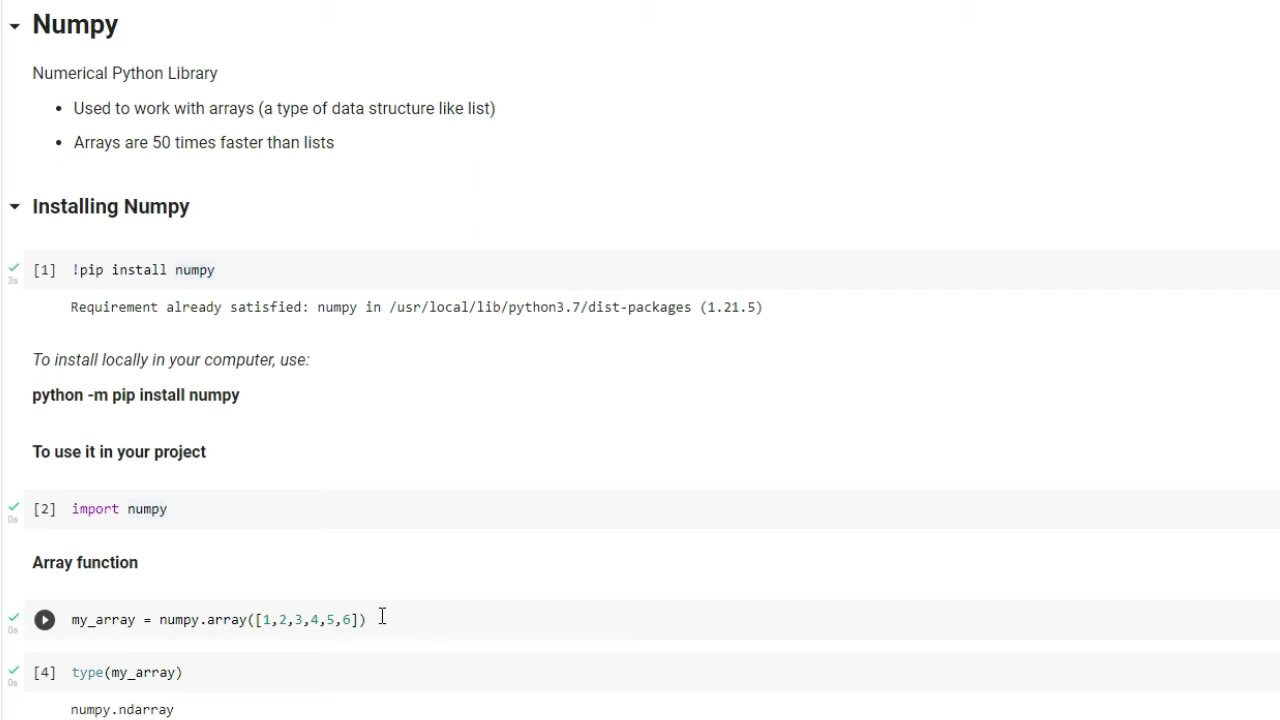 Numpy
Numerical Python Library
• Used to work with arrays (a type of data structure like list)
• Arrays are 50 times faster than lists
Installing Numpy
3s [1] !pip install numpy
Requirement already satisfied: numpy in /usr/local/lib/python3.7/dist-packages (1.21.5)
To install locally in your computer, use:
python -m pip install numpy
To use it in your project
0s [2] import numpy
Array function
0s my_array = numpy.array([1,2,3,4,5,6])
0s [4] type(my_array)
numpy.ndarray